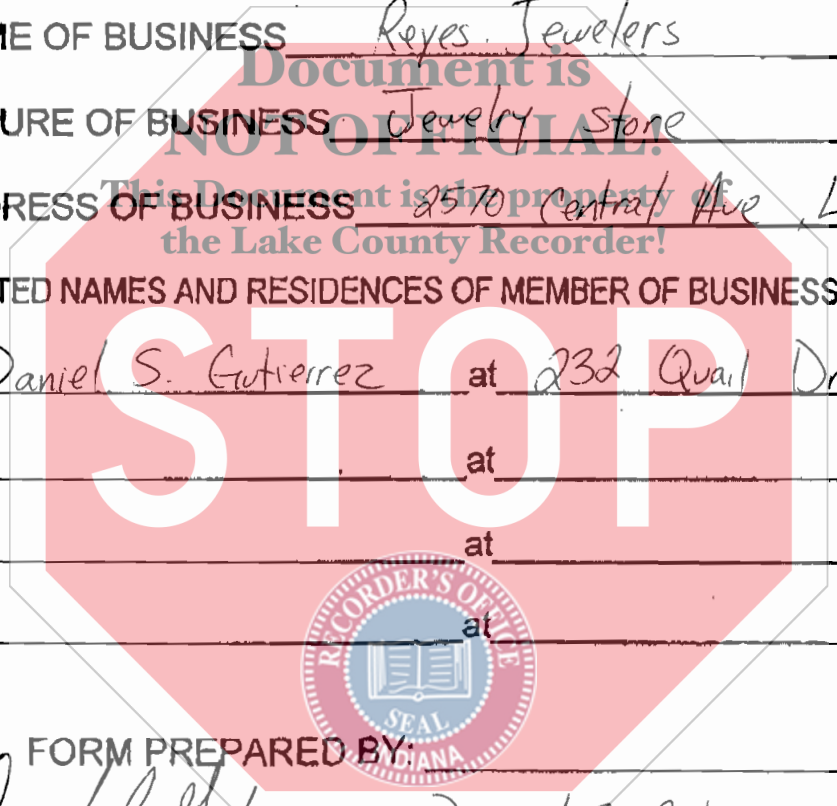 ME OF BUSINESS Reyes Jewelers
Document is
URE OF BUSINESS Jewelry Store
NOT OFFICIAL!
RESS OF BUSINESS 2570 Central Ave L
This Document is the property of
the Lake County Recorder!
TED NAMES AND RESIDENCES OF MEMBER OF BUSINESS
Daniel S. Gutierrez at 232 Quail Dr
STOP
at
at
at
RECORDER'S OFFICE
SEAL
INDIANA
FORM PREPARED BY: